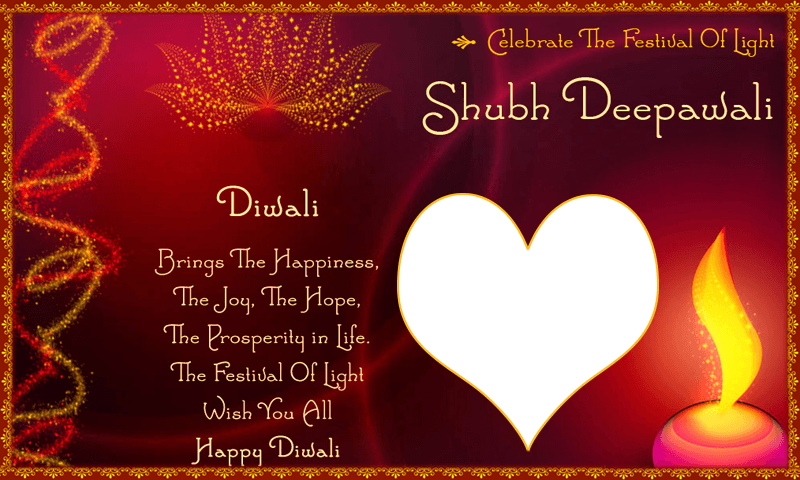 Celebrate The Festival Of Light
Shubh Deepawali
Diwali
Brings The Happiness,
The Joy, The Hope,
The Prosperity in Life.
The Festival Of Light
Wish You All
Happy Diwali